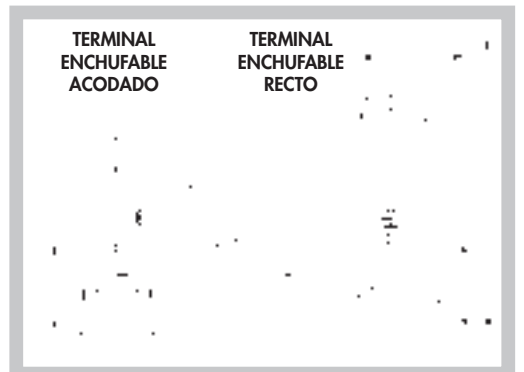 TERMINAL
ENCHUFABLE
ACODADO
TERMINAL
ENCHUFABLE
RECTO